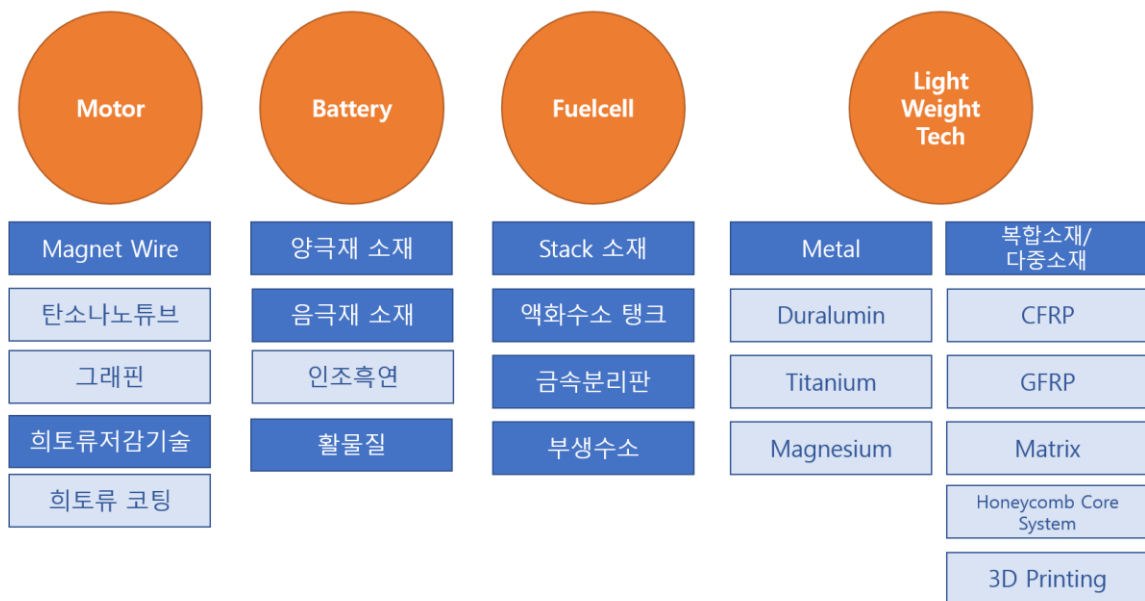 Motor
Battery
Fuelcell
Light
Weight
Tech
Magnet Wire
탄소나노튜브
그래핀
희토류저감기술
희토류 코팅
양극재 소재
음극재 소재
인조흑연
활물질
Stack 소재
액화수소 탱크
금속분리판
부생수소
Metal
Duralumin
Titanium
Magnesium
복합소재/
다중소재
CFRP
GFRP
Matrix
Honeycomb Core
System
3D Printing